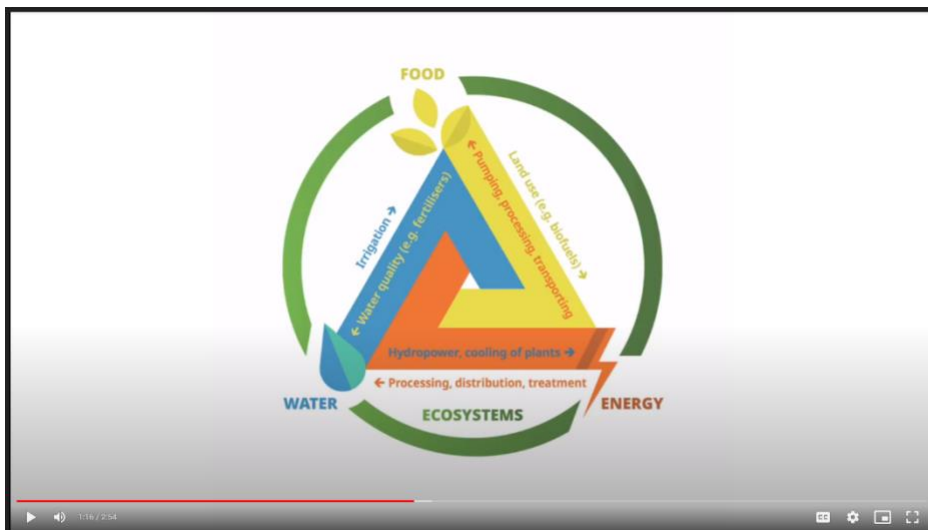 FOOD
Irrigation →
← Water quality (e.g. fertilisers)
Land use (e.g. biofuels) →
← Pumping, processing, transporting
Hydropower, cooling of plants →
← Processing, distribution, treatment
WATER
ECOSYSTEMS
ENERGY
1:16 / 2:54
CC